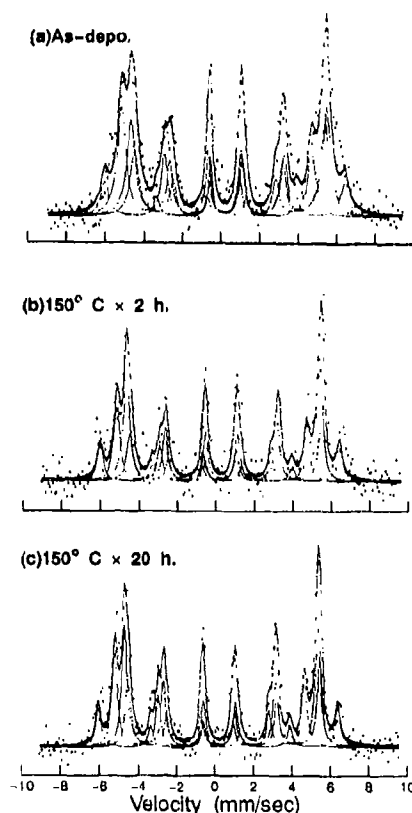 (a)As-depo.
(b)150° C × 2 h.
(c)150° C × 20 h.
-10 -8 -6 -4 -2 0 2 4 6 8 10
Velocity (mm/sec)